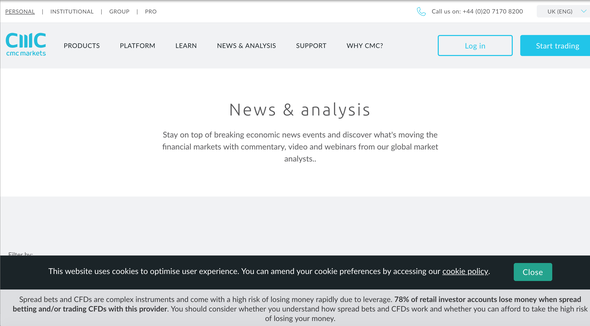 PERSONAL | INSTITUTIONAL | GROUP | PRO Call us on: +44 (0)20 7170 8200 UK (ENG)
CMC cmc markets PRODUCTS PLATFORM LEARN NEWS & ANALYSIS SUPPORT WHY CMC? Log in Start trading
News & analysis
Stay on top of breaking economic news events and discover what's moving the
financial markets with commentary, video and webinars from our global market
analysts..
Filter by:
This website uses cookies to optimise user experience. You can amend your cookie preferences by accessing our cookie policy. Close
Spread bets and CFDs are complex instruments and come with a high risk of losing money rapidly due to leverage. 78% of retail investor accounts lose money when spread
betting and/or trading CFDs with this provider. You should consider whether you understand how spread bets and CFDs work and whether you can afford to take the high risk
of losing your money.